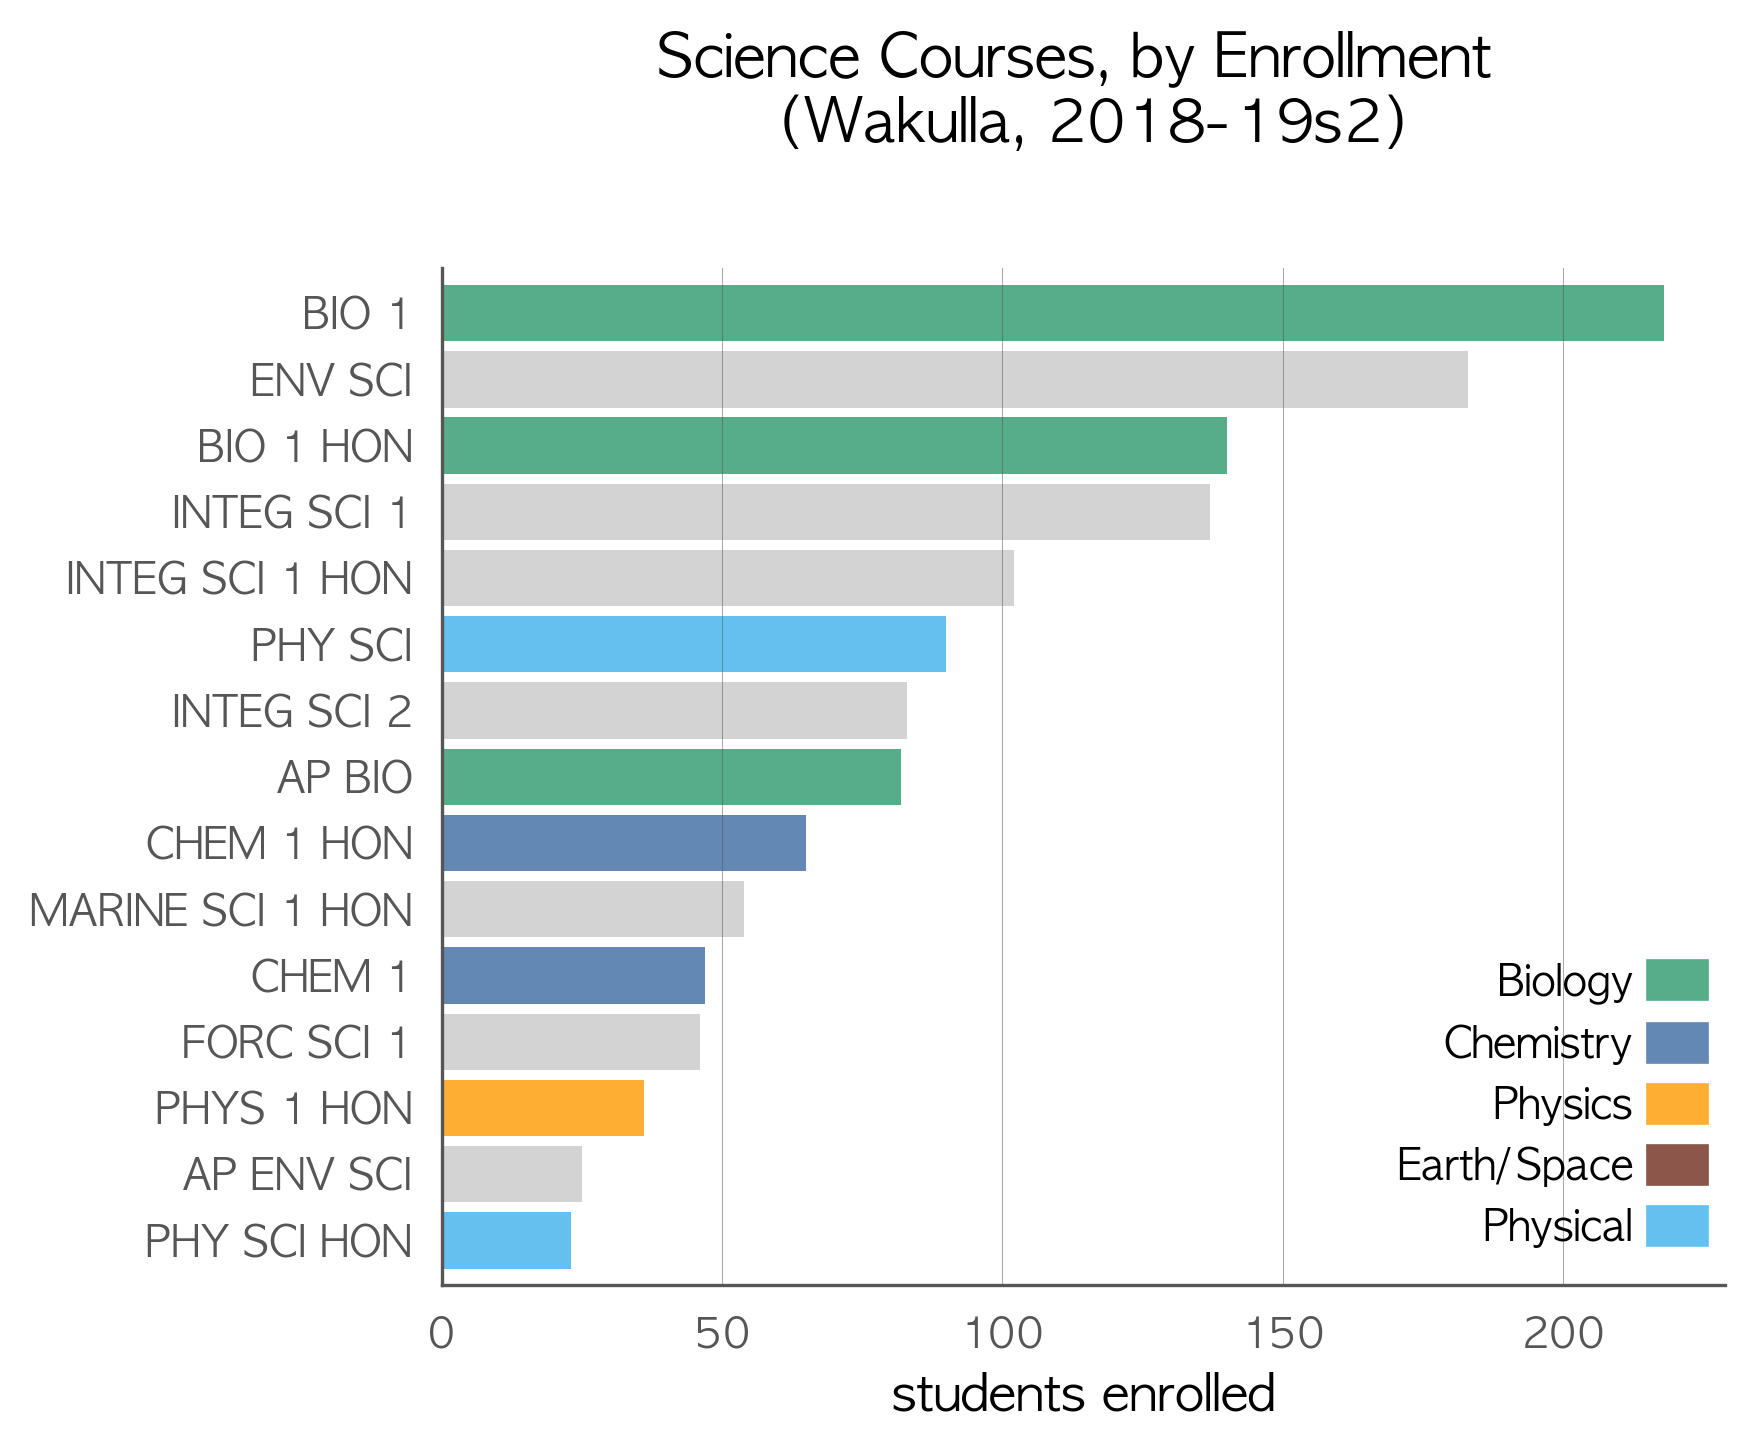 Science Courses, by Enrollment
(Wakulla, 2018-19s2)
BIO 1
ENV SCI
BIO 1 HON
INTEG SCI 1
INTEG SCI 1 HON
PHY SCI
INTEG SCI 2
AP BIO
CHEM 1 HON
MARINE SCI 1 HON
CHEM 1
FORC SCI 1
PHYS 1 HON
AP ENV SCI
PHY SCI HON
Biology
Chemistry
Physics
Earth/Space
Physical
0 50 100 150 200
students enrolled